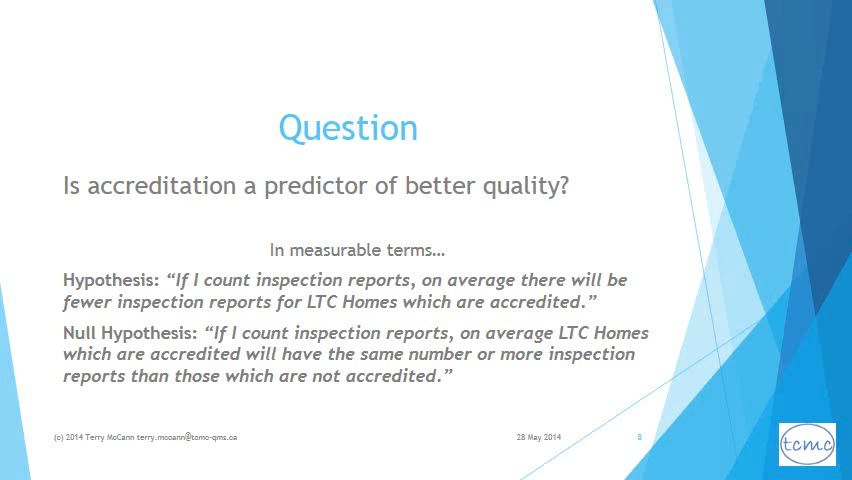 Question
Is accreditation a predictor of better quality?
In measurable terms…
Hypothesis: “If I count inspection reports, on average there will be
fewer inspection reports for LTC Homes which are accredited.”
Null Hypothesis: “If I count inspection reports, on average LTC Homes
which are accredited will have the same number or more inspection
reports than those which are not accredited.”
(c) 2014 Terry McCann terry.mccann@tcmc-qms.ca
28 May 2014
8
tcmc